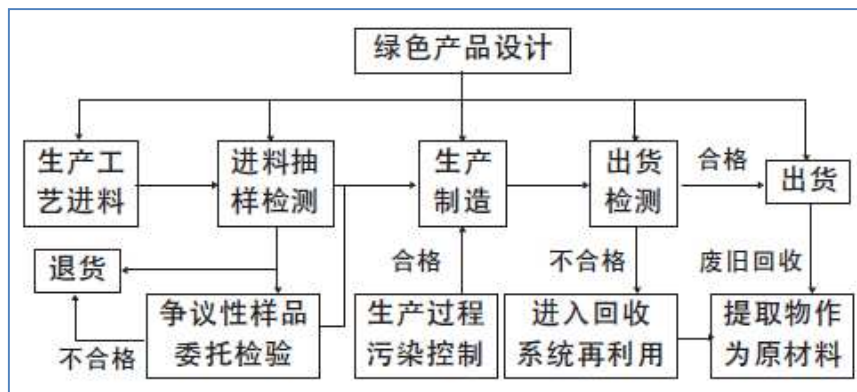 绿色产品设计
生产工
艺进料
进料抽
样检测
生产
制造
出货
检测
合格
出货
退货
合格
不合格
废旧回收
争议性样品
委托检验
不合格
生产过程
污染控制
进入回收
系统再利用
提取物作
为原材料